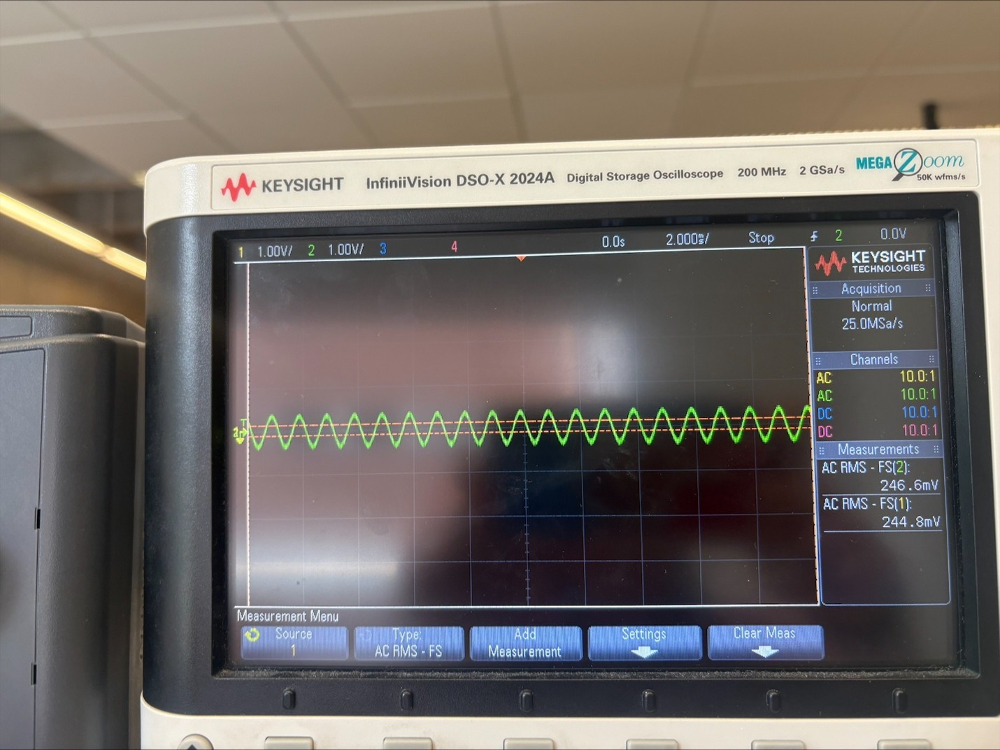 KEYSIGHT InfiniiVision DSO-X 2024A Digital Storage Oscilloscope 200 MHz 2 GSa/s MEGA Zoom
50K wfms/s
1 1.00V/ 2 1.00V/ 3 4 0.0s 2.000ms/ Stop 2 0.0V
KEYSIGHT
TECHNOLOGIES
Acquisition
Normal
25.0MSa/s
Channels
AC 10.0:1
AC 10.0:1
DC 10.0:1
DC 10.0:1
Measurements
AC RMS - FS(2):
246.6mV
AC RMS - FS(1):
244.8mV
T
Measurement Menu
Source
1
Type:
AC RMS - FS
Add
Measurement
Settings
Clear Meas